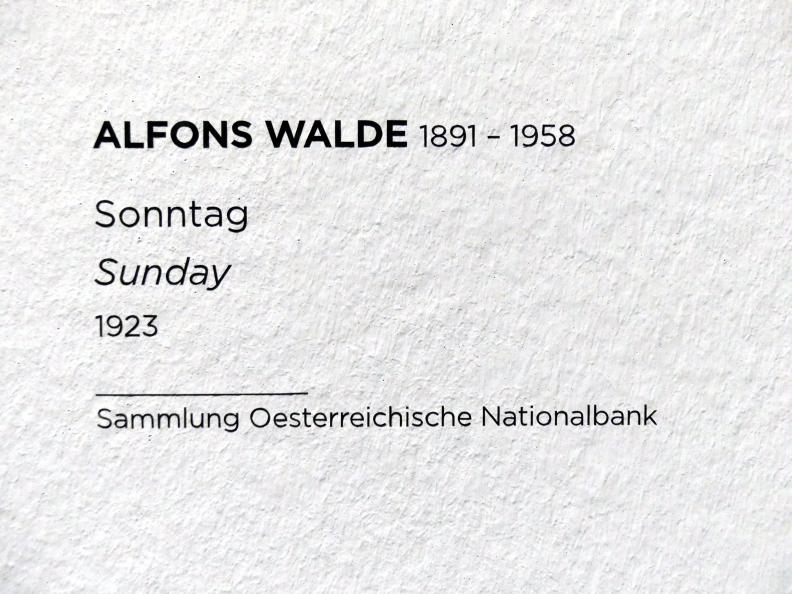 ALFONS WALDE 1891 – 1958
Sonntag
Sunday
1923
Sammlung Oesterreichische Nationalbank